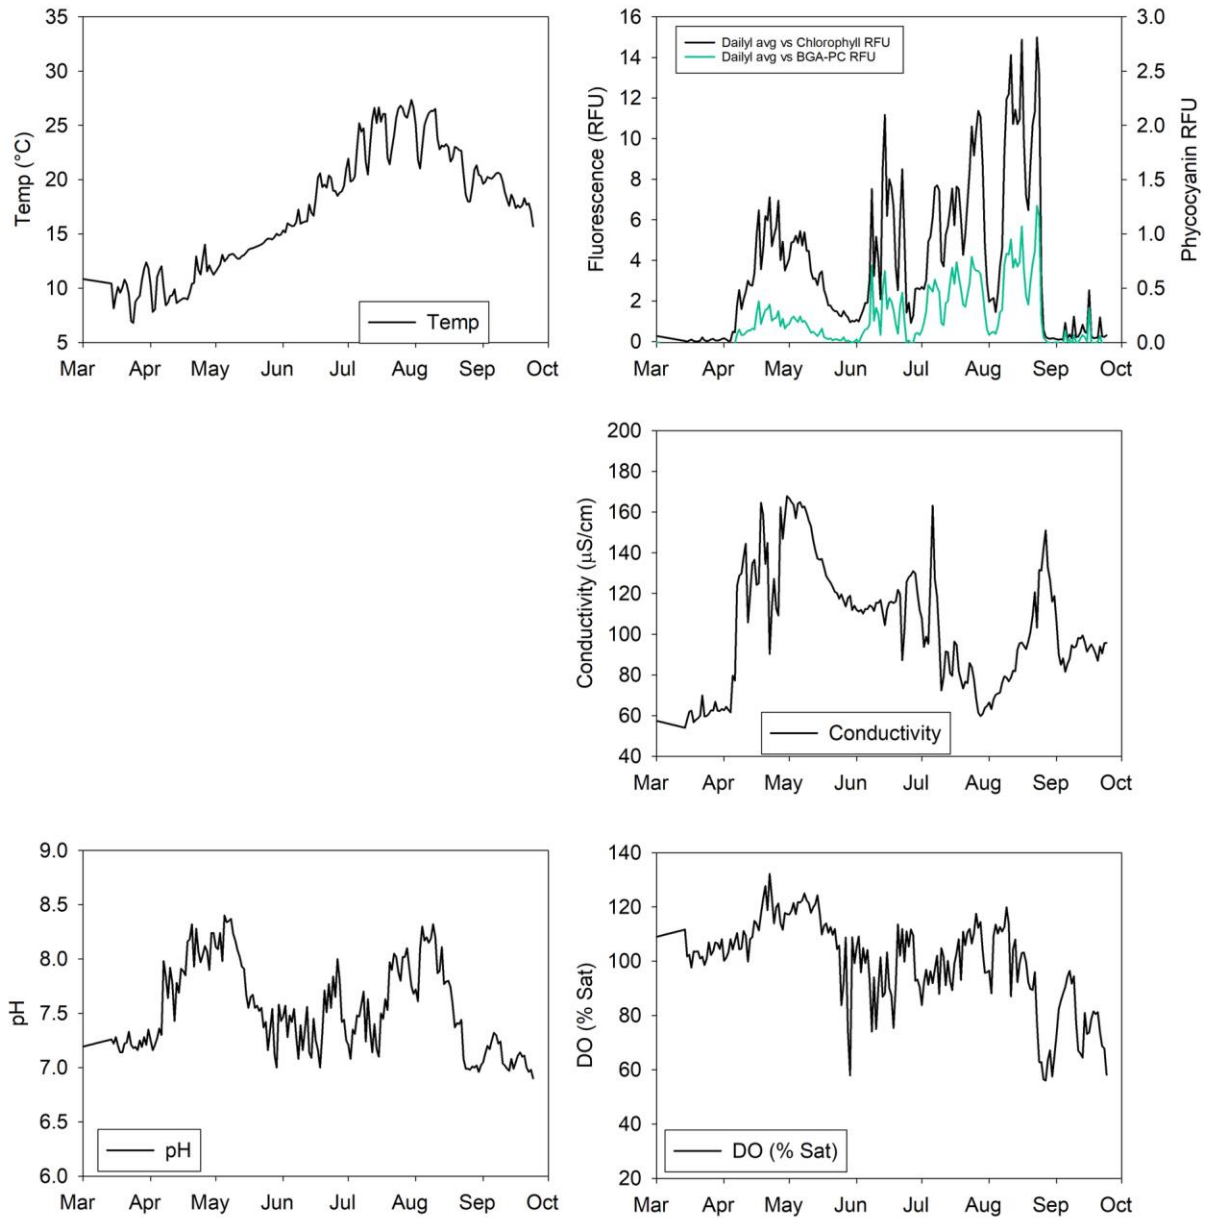 35
30
25
20
15
10
5
Temp (°C)
Temp
Mar Apr May Jun Jul Aug Sep Oct
16
14
12
10
8
6
4
2
0
Fluorescence (RFU)
Dailyl avg vs Chlorophyll RFU
Dailyl avg vs BGA-PC RFU
3.0
2.5
2.0
1.5
1.0
0.5
0.0
Phycocyanin RFU
Mar Apr May Jun Jul Aug Sep Oct
200
180
160
140
120
100
80
60
40
Conductivity (µS/cm)
Conductivity
Mar Apr May Jun Jul Aug Sep Oct
9.0
8.5
8.0
7.5
7.0
6.5
6.0
pH
pH
Mar Apr May Jun Jul Aug Sep Oct
140
120
100
80
60
40
20
DO (% Sat)
DO (% Sat)
Mar Apr May Jun Jul Aug Sep Oct